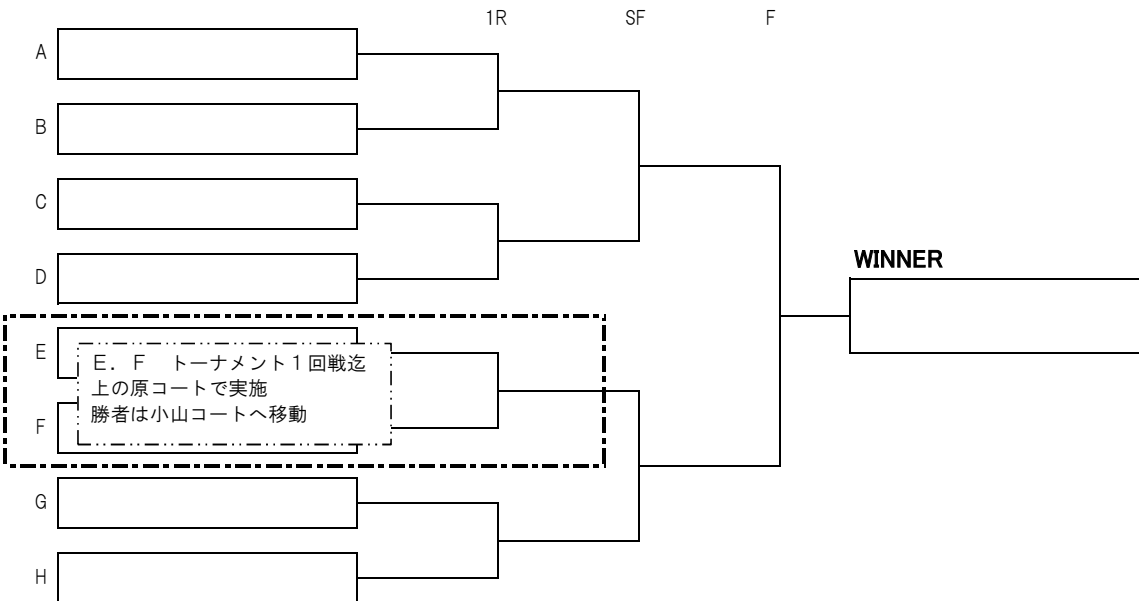 1R SF F
A
B
C
D
WINNER
E
E．F　トーナメント１回戦迄
上の原コートで実施
勝者は小山コートへ移動
F
G
H